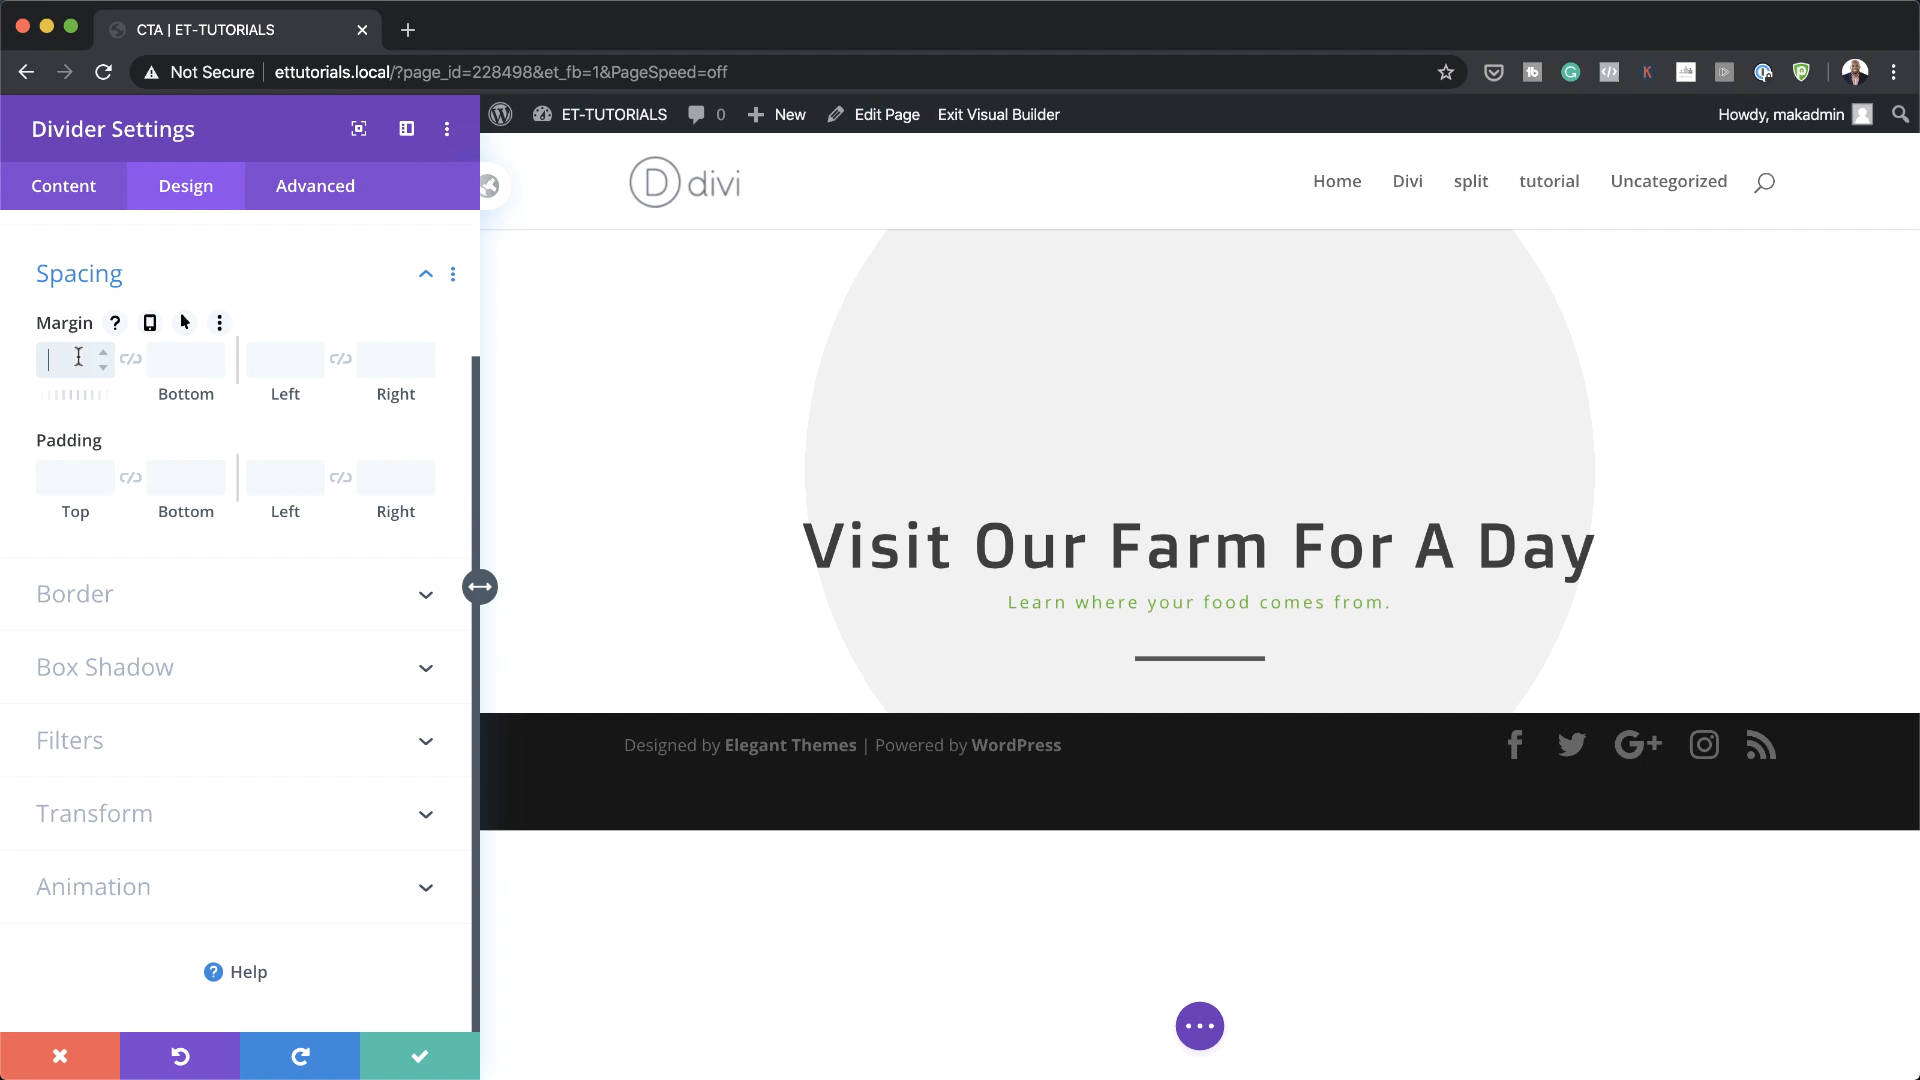 CTA | ET-TUTORIALS
Not Secure
ettutorials.local/?page_id=228498&et_fb=1&PageSpeed=off
Divider Settings
ET-TUTORIALS
0
New
Edit Page
Exit Visual Builder
Howdy, makadmin
Content
Design
Advanced
divi
Home
Divi
split
tutorial
Uncategorized
Spacing
Margin
Bottom
Left
Right
Padding
Top
Bottom
Left
Right
Border
Box Shadow
Filters
Transform
Animation
Help
Visit Our Farm For A Day
Learn where your food comes from.
Designed by Elegant Themes | Powered by WordPress